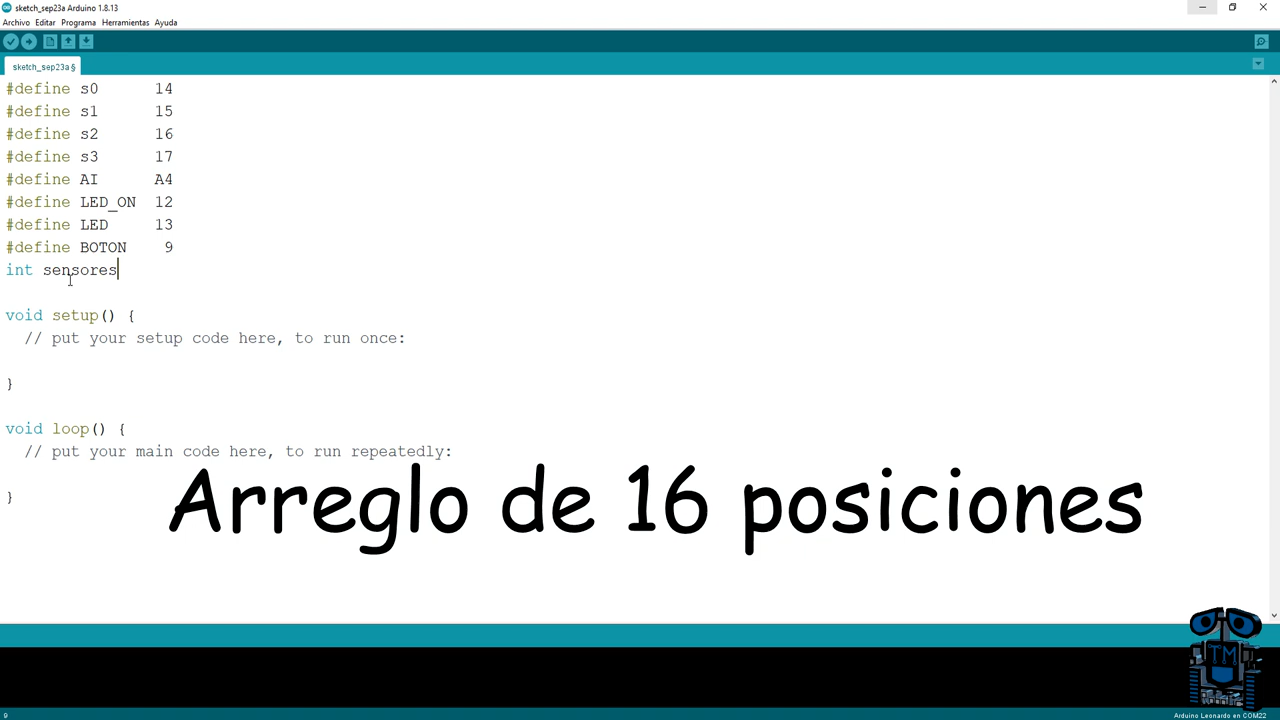 sketch_sep23a Arduino 1.8.13
Archivo Editar Programa Herramientas Ayuda
sketch_sep23a §
#define s0 14
#define s1 15
#define s2 16
#define s3 17
#define AI A4
#define LED_ON 12
#define LED 13
#define BOTON 9
int sensores
void setup() {
// put your setup code here, to run once:
}
void loop() {
// put your main code here, to run repeatedly:
}
Arreglo de 16 posiciones
TM
9
Arduino Leonardo en COM22